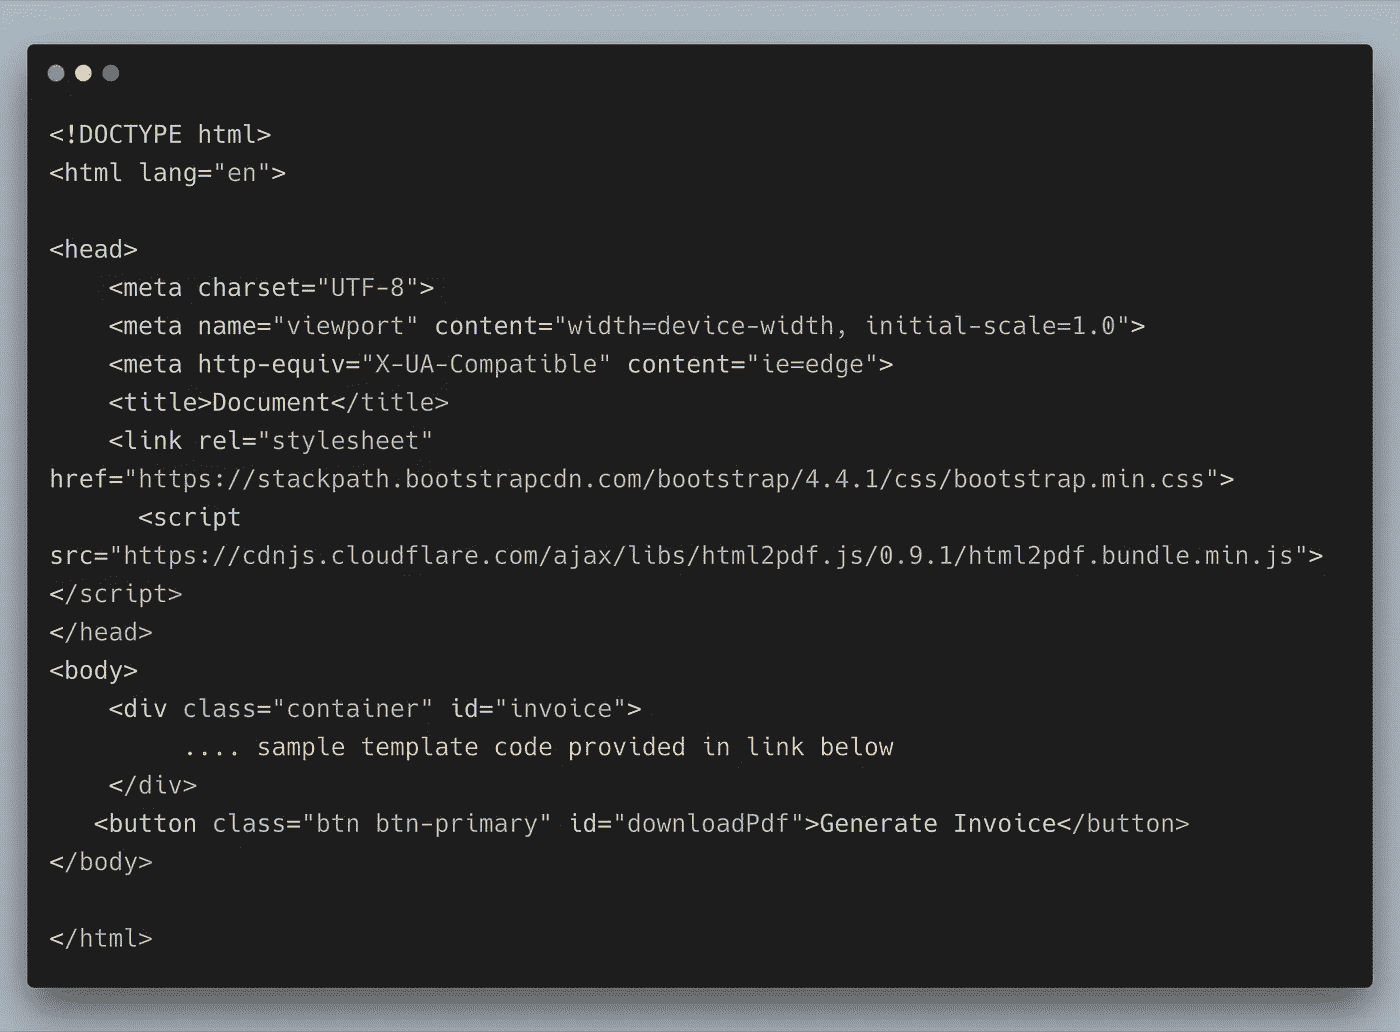 <!DOCTYPE html>
<html lang="en">
<head>
<meta charset="UTF-8">
<meta name="viewport" content="width=device-width, initial-scale=1.0">
<meta http-equiv="X-UA-Compatible" content="ie=edge">
<title>Document</title>
<link rel="stylesheet"
href="https://stackpath.bootstrapcdn.com/bootstrap/4.4.1/css/bootstrap.min.css">
<script
src="https://cdnjs.cloudflare.com/ajax/libs/html2pdf.js/0.9.1/html2pdf.bundle.min.js">
</script>
</head>
<body>
<div class="container" id="invoice">
.... sample template code provided in link below
</div>
<button class="btn btn-primary" id="downloadPdf">Generate Invoice</button>
</body>
</html>